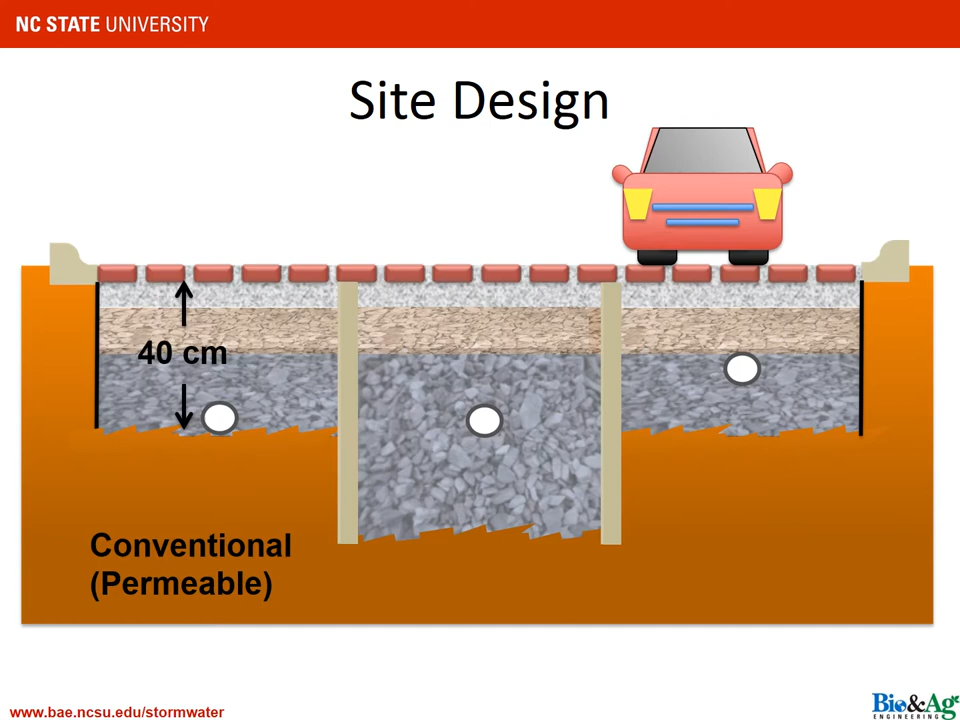 NC STATE UNIVERSITY
Site Design
40 cm
Conventional
(Permeable)
www.bae.ncsu.edu/stormwater
Bio&Ag
ENGINEERING